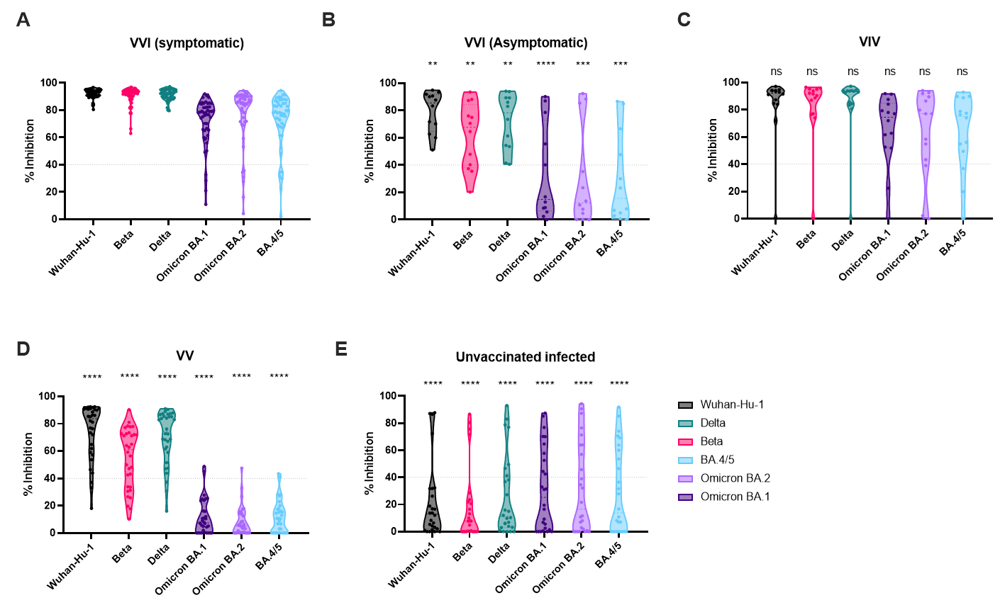 A
VVI (symptomatic)
% Inhibition
100
80
60
40
20
0
Wuhan-Hu-1
Beta
Delta
Omicron BA.1
Omicron BA.2
BA.4/5
B
VVI (Asymptomatic)
** ** ** **** *** ***
% Inhibition
100
80
60
40
20
0
Wuhan-Hu-1
Beta
Delta
Omicron BA.1
Omicron BA.2
BA.4/5
C
VIV
ns ns ns ns ns ns
% Inhibition
100
80
60
40
20
0
Wuhan-Hu-1
Beta
Delta
Omicron BA.1
Omicron BA.2
BA.4/5
D
VV
**** **** **** **** **** ****
% Inhibition
100
80
60
40
20
0
Wuhan-Hu-1
Beta
Delta
Omicron BA.1
Omicron BA.2
BA.4/5
E
Unvaccinated infected
**** **** **** **** **** ****
% Inhibition
100
80
60
40
20
0
Wuhan-Hu-1
Beta
Delta
Omicron BA.1
Omicron BA.2
BA.4/5
Wuhan-Hu-1
Delta
Beta
BA.4/5
Omicron BA.2
Omicron BA.1